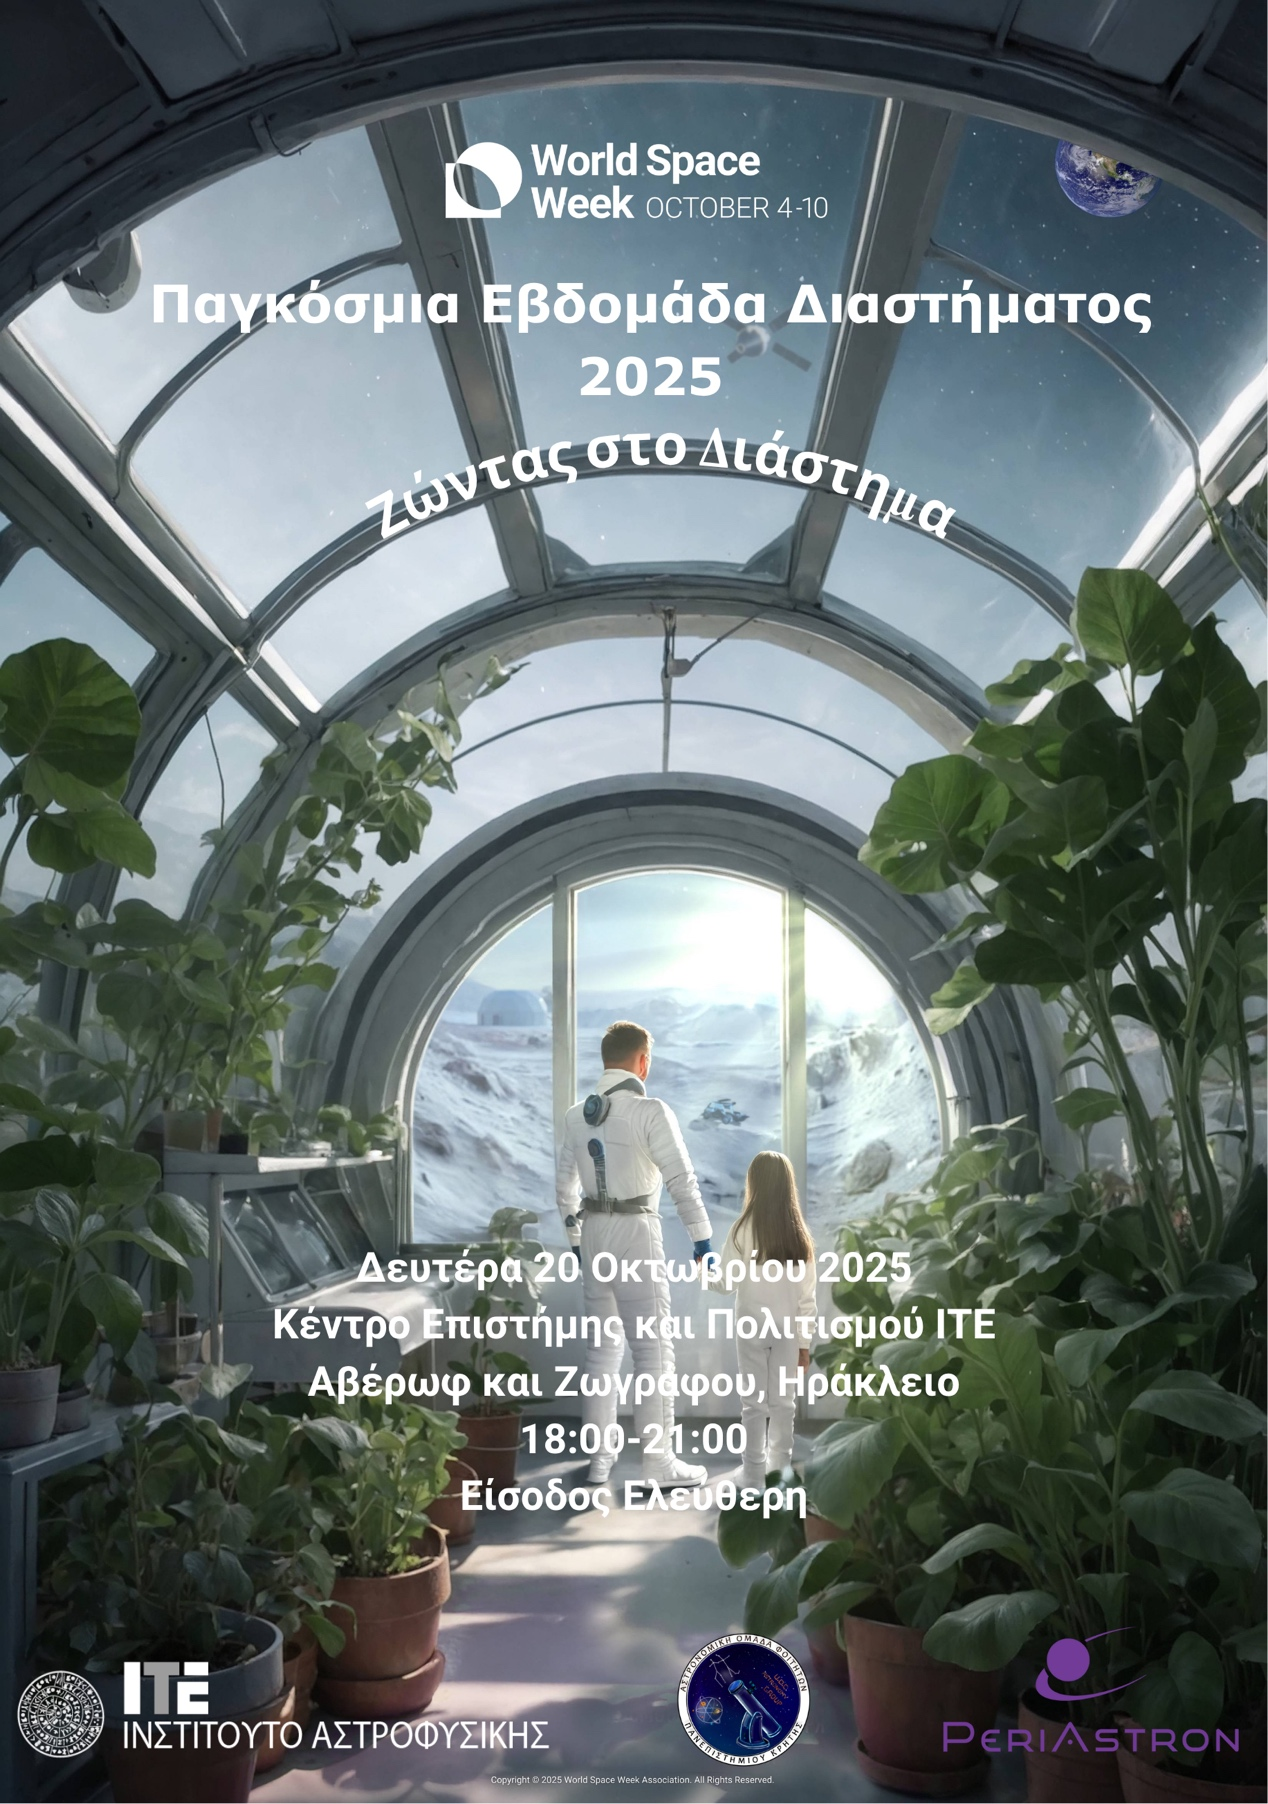 World Space
Week OCTOBER 4-10
Παγκόσμια Εβδομάδα Διαστήματος
2025
Ζώντας στο Διάστημα
Δευτέρα 20 Οκτωβρίου 2025
Κέντρο Επιστήμης και Πολιτισμού ΙΤΕ
Αβέρωφ και Ζωγράφου, Ηράκλειο
18:00-21:00
Είσοδος Ελεύθερη
ΙΤΕ
ΙΝΣΤΙΤΟΥΤΟ ΑΣΤΡΟΦΥΣΙΚΗΣ
ΑΣΤΡΟΝΟΜΙΚΗ ΟΜΑΔΑ ΦΟΙΤΗΤΩΝ
ΠΑΝΕΠΙΣΤΗΜΙΟΥ ΚΡΗΤΗΣ
PERIASTRON
Copyright © 2025 World Space Week Association. All Rights Reserved.